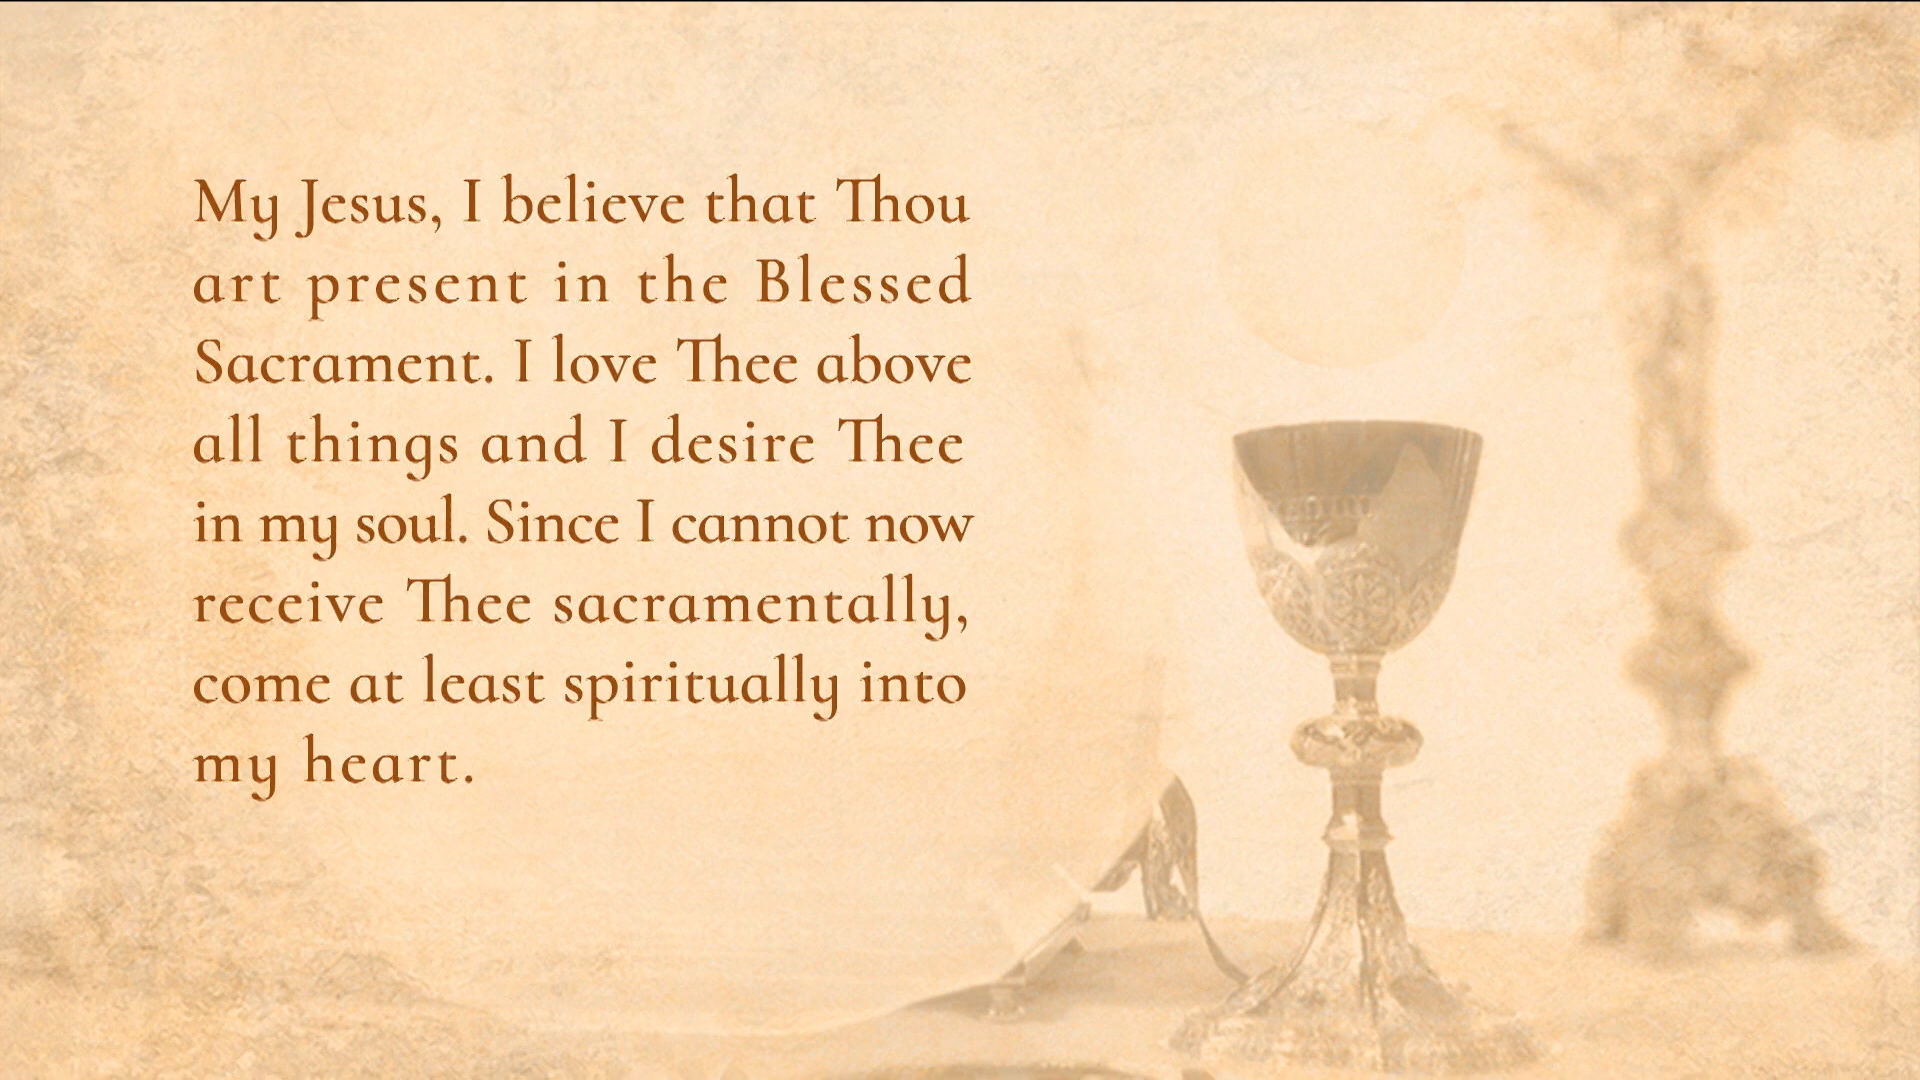 My Jesus, I believe that Thou
art present in the Blessed
Sacrament. I love Thee above
all things and I desire Thee
in my soul. Since I cannot now
receive Thee sacramentally,
come at least spiritually into
my heart.